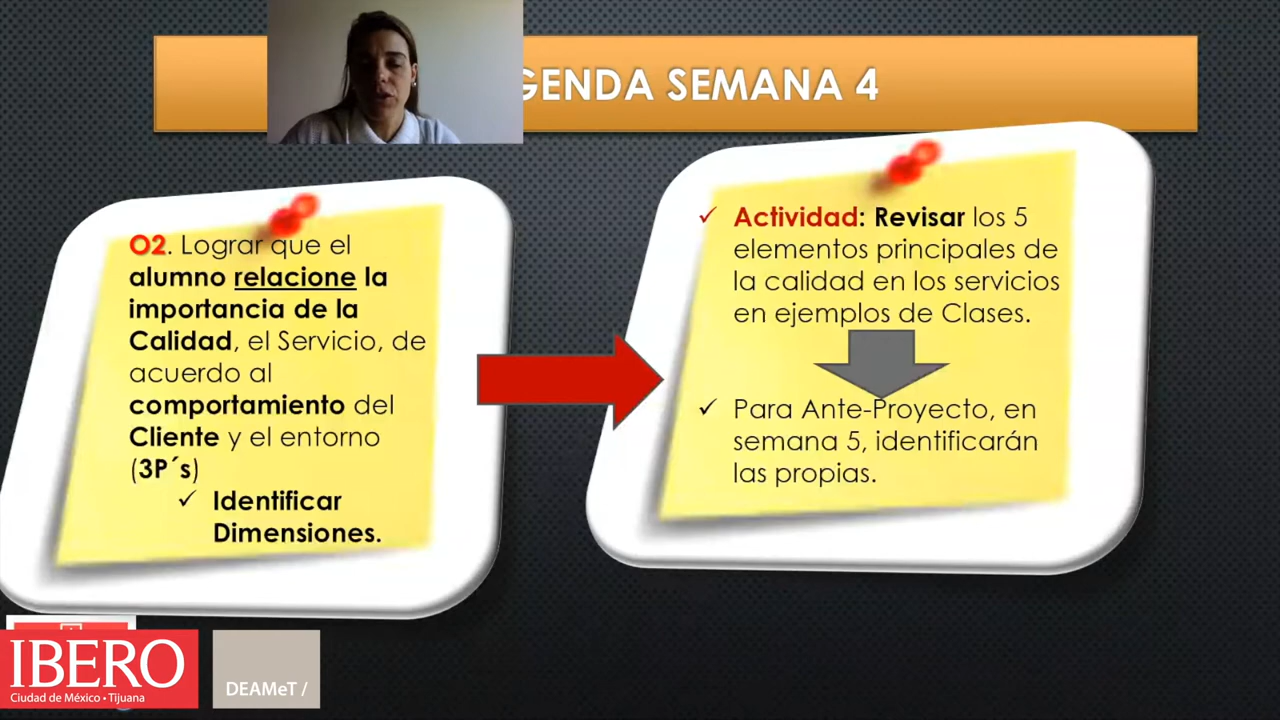 GENDA SEMANA 4
O2. Lograr que el
alumno relacione la
importancia de la
Calidad, el Servicio, de
acuerdo al
comportamiento del
Cliente y el entorno
(3P´s)
✓ Identificar
Dimensiones.
✓ Actividad: Revisar los 5
elementos principales de
la calidad en los servicios
en ejemplos de Clases.
✓ Para Ante-Proyecto, en
semana 5, identificarán
las propias.
IBERO
Ciudad de México • Tijuana
DEAMeT /